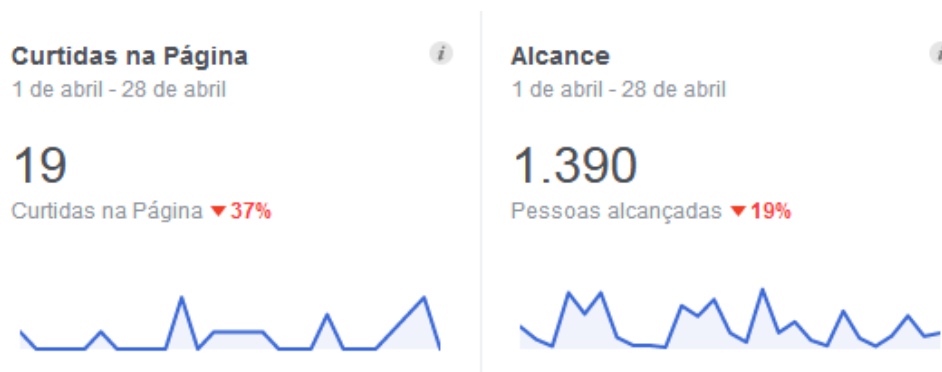 Curtidas na Página
1 de abril - 28 de abril
19
Curtidas na Página ▼37%
Alcance
1 de abril - 28 de abril
1.390
Pessoas alcançadas ▼19%